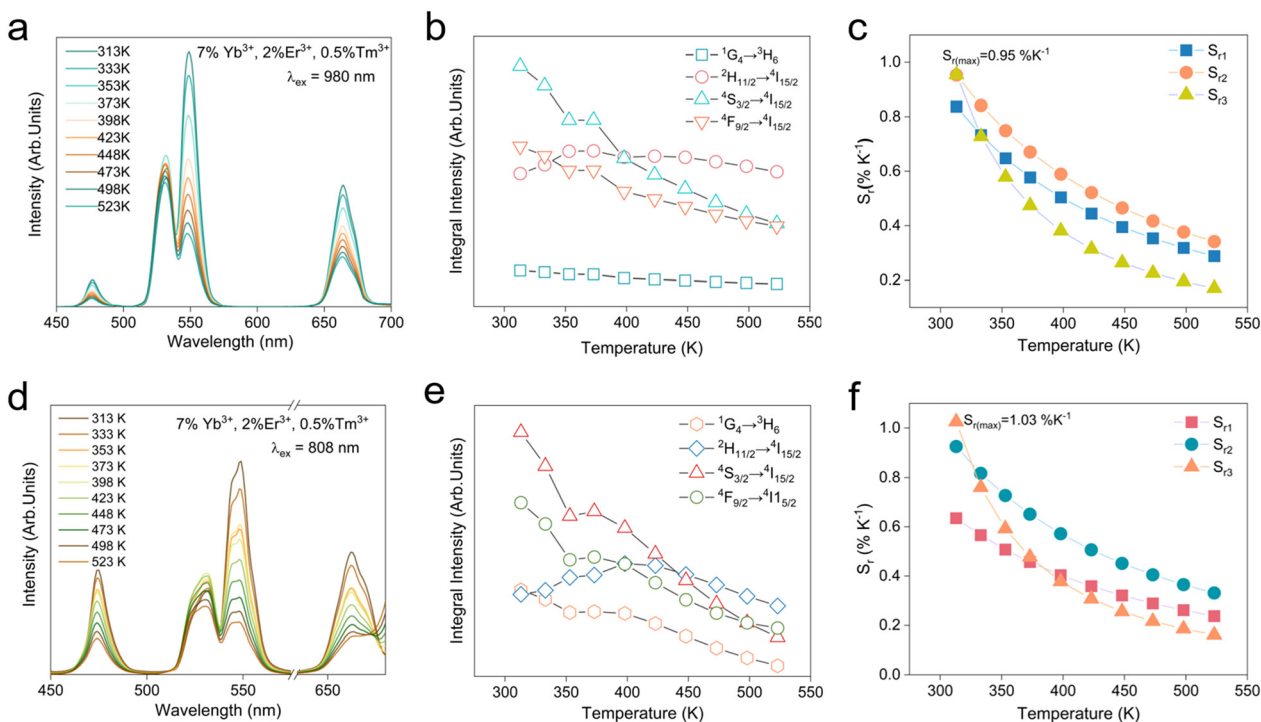 a
313K
333K
353K
373K
398K
423K
448K
473K
498K
523K
7% Yb³⁺, 2%Er³⁺, 0.5%Tm³⁺
λex = 980 nm
Intensity (Arb.Units)
450 500 550 600 650 700
Wavelength (nm)
b
¹G₄→³H₆
²H₁₁/₂→⁴I₁₅/₂
⁴S₃/₂→⁴I₁₅/₂
⁴F₉/₂→⁴I₁₅/₂
Integral Intensity (Arb.Units)
300 350 400 450 500 550
Temperature (K)
c
Sr(max)=0.95 %K⁻¹
Sr1
Sr2
Sr3
Sr(% K⁻¹)
1.0
0.8
0.6
0.4
0.2
300 350 400 450 500 550
Temperature (K)
d
313 K
333 K
353 K
373 K
398 K
423 K
448 K
473 K
498 K
523 K
7% Yb³⁺, 2%Er³⁺, 0.5%Tm³⁺
λex = 808 nm
Intensity (Arb.Units)
450 500 550 650
Wavelength (nm)
e
¹G₄→³H₆
²H₁₁/₂→⁴I₁₅/₂
⁴S₃/₂→⁴I₁₅/₂
⁴F₉/₂→⁴I1₅/₂
Integral Intensity (Arb.Units)
300 350 400 450 500 550
Temperature (K)
f
Sr(max)=1.03 %K⁻¹
Sr1
Sr2
Sr3
Sr (% K⁻¹)
1.0
0.8
0.6
0.4
0.2
0.0
300 350 400 450 500 550
Temperature (K)